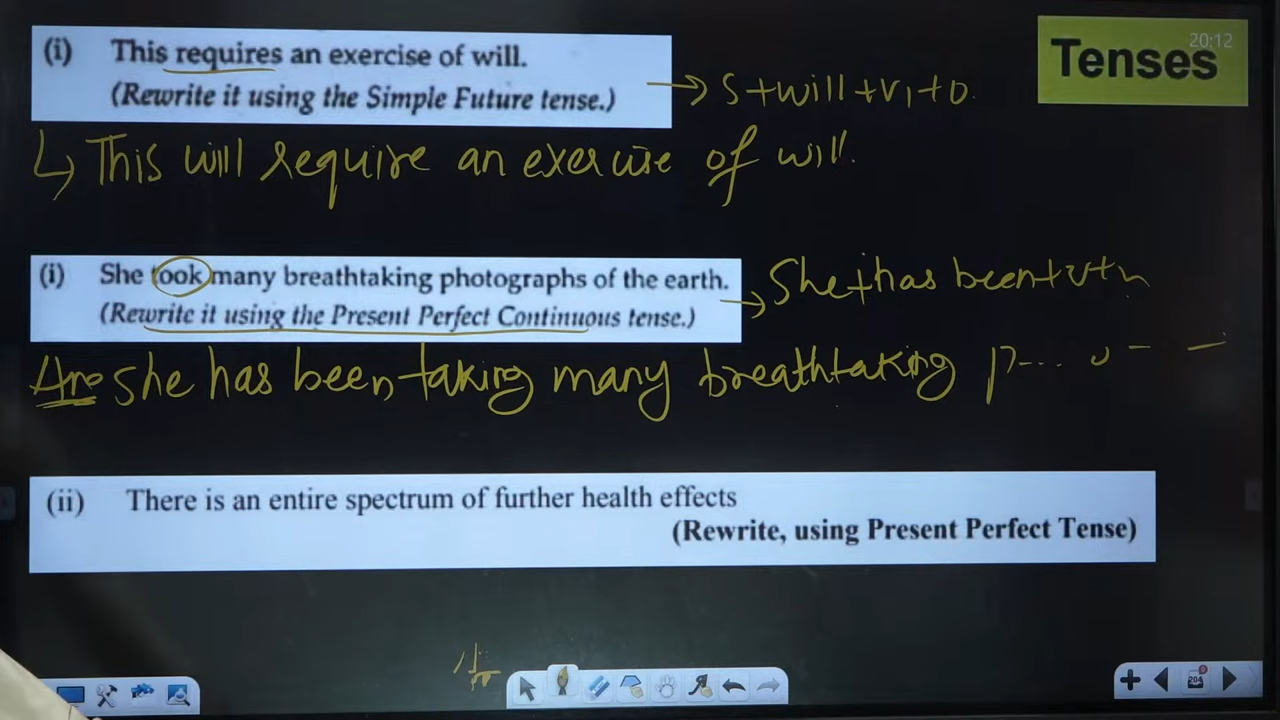 20:12
Tenses
(i) This requires an exercise of will.
(Rewrite it using the Simple Future tense.) → S+will+V1+O.
↳ This will require an exercise of will.
(i) She took many breathtaking photographs of the earth.
(Rewrite it using the Present Perfect Continuous tense.) → She+has been+v+
Ans She has been taking many breathtaking p---
(ii) There is an entire spectrum of further health effects
(Rewrite, using Present Perfect Tense)
204